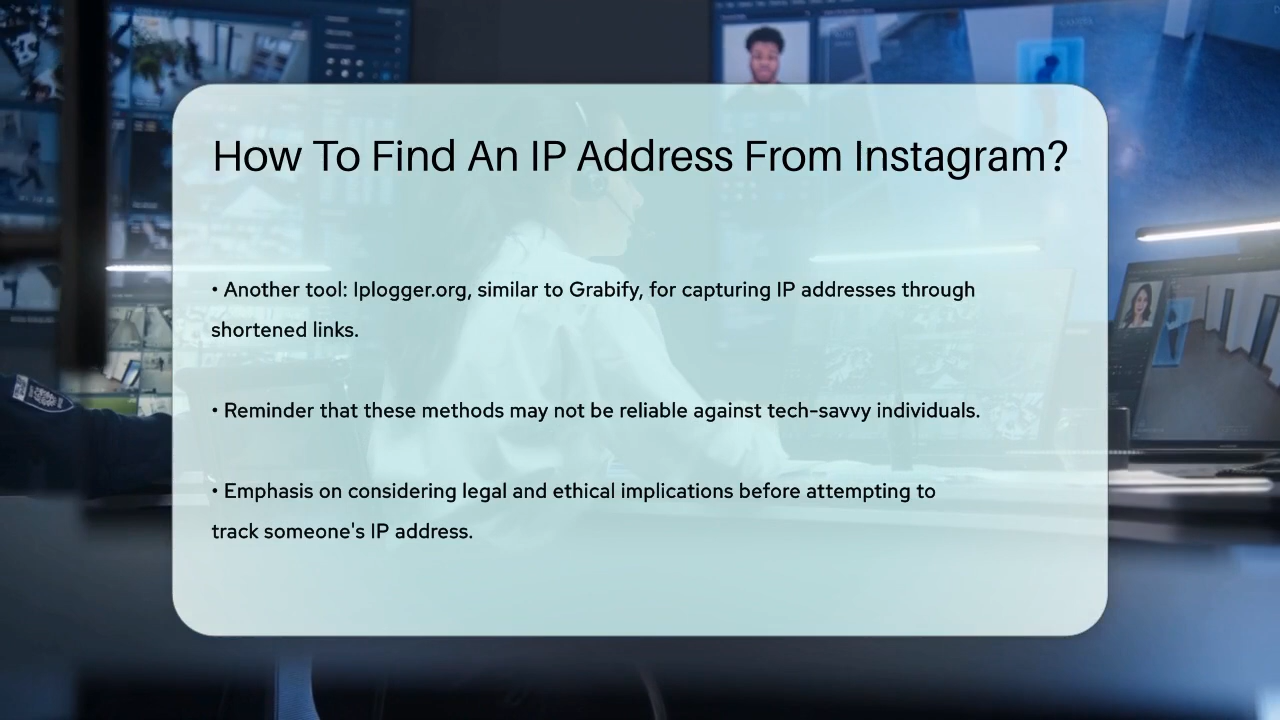 How To Find An IP Address From Instagram?
• Another tool: Iplogger.org, similar to Grabify, for capturing IP addresses through
shortened links.
• Reminder that these methods may not be reliable against tech-savvy individuals.
• Emphasis on considering legal and ethical implications before attempting to
track someone's IP address.